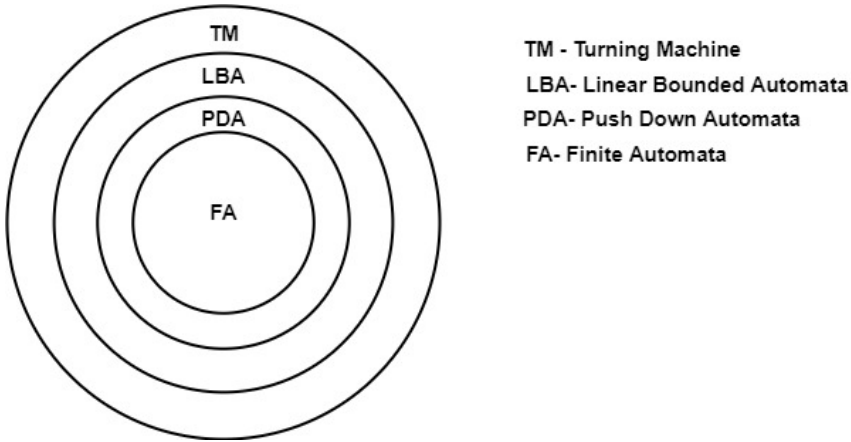 TM
LBA
PDA
FA
TM - Turning Machine
LBA- Linear Bounded Automata
PDA- Push Down Automata
FA- Finite Automata